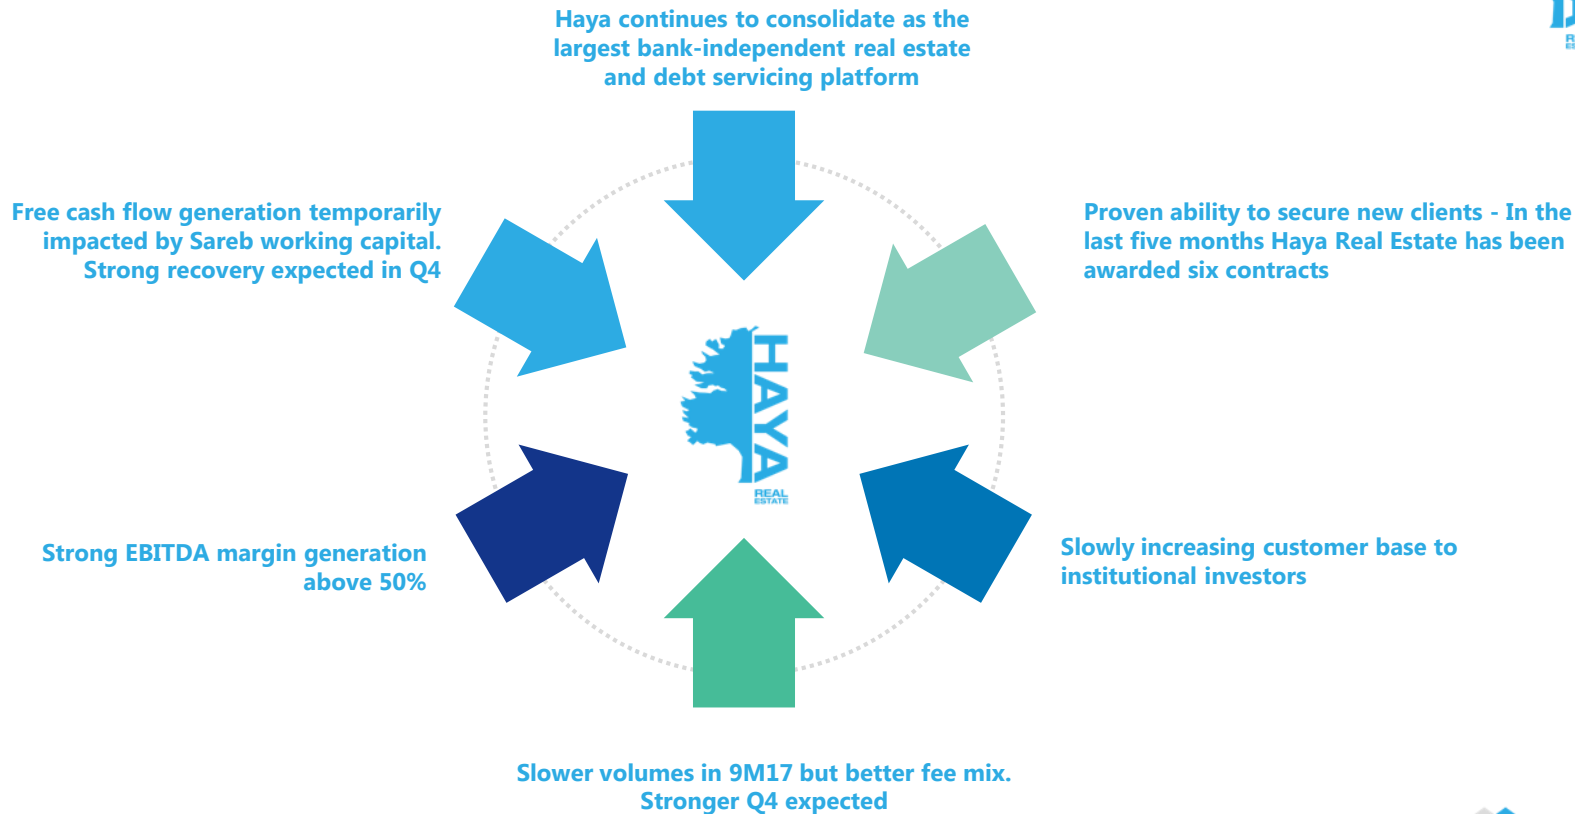 Haya continues to consolidate as the
largest bank-independent real estate
and debt servicing platform
Free cash flow generation temporarily
impacted by Sareb working capital.
Strong recovery expected in Q4
Proven ability to secure new clients - In the
last five months Haya Real Estate has been
awarded six contracts
HAYA
REAL
ESTATE
Strong EBITDA margin generation
above 50%
Slowly increasing customer base to
institutional investors
Slower volumes in 9M17 but better fee mix.
Stronger Q4 expected